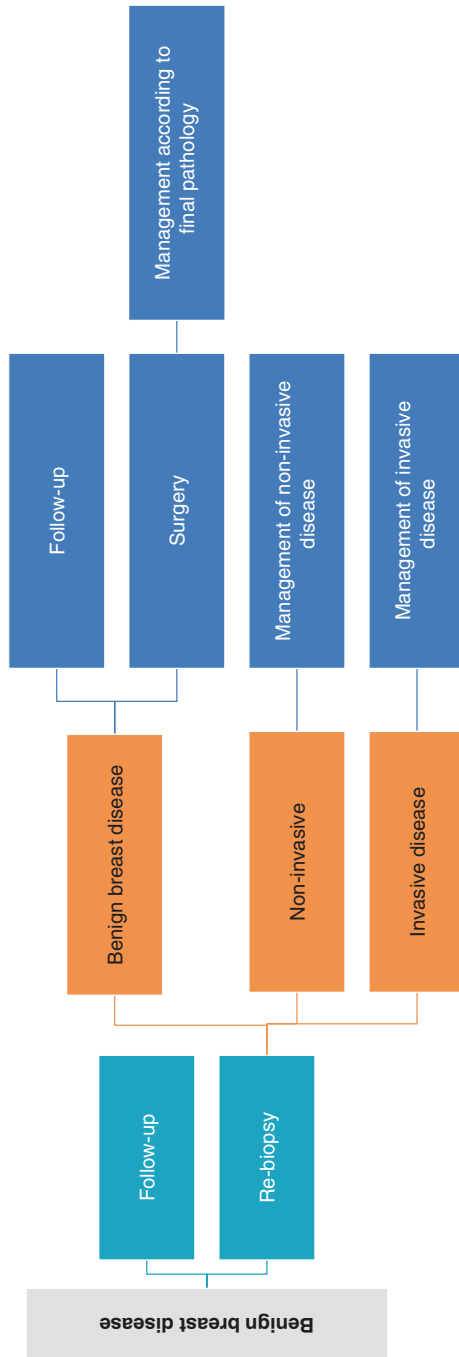 Benign breast disease
Follow-up
Re-biopsy
Benign breast disease
Non-invasive
Invasive disease
Follow-up
Surgery
Management of non-invasive
disease
Management of invasive
disease
Management according to
final pathology